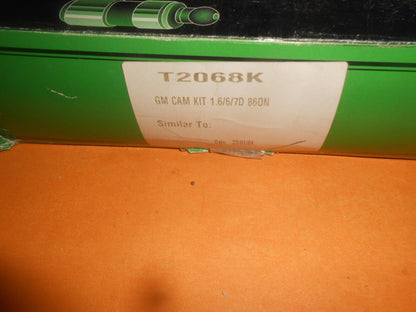 T2068K
GM CAM KIT 1.6/6/7D 86ON
Similar To: